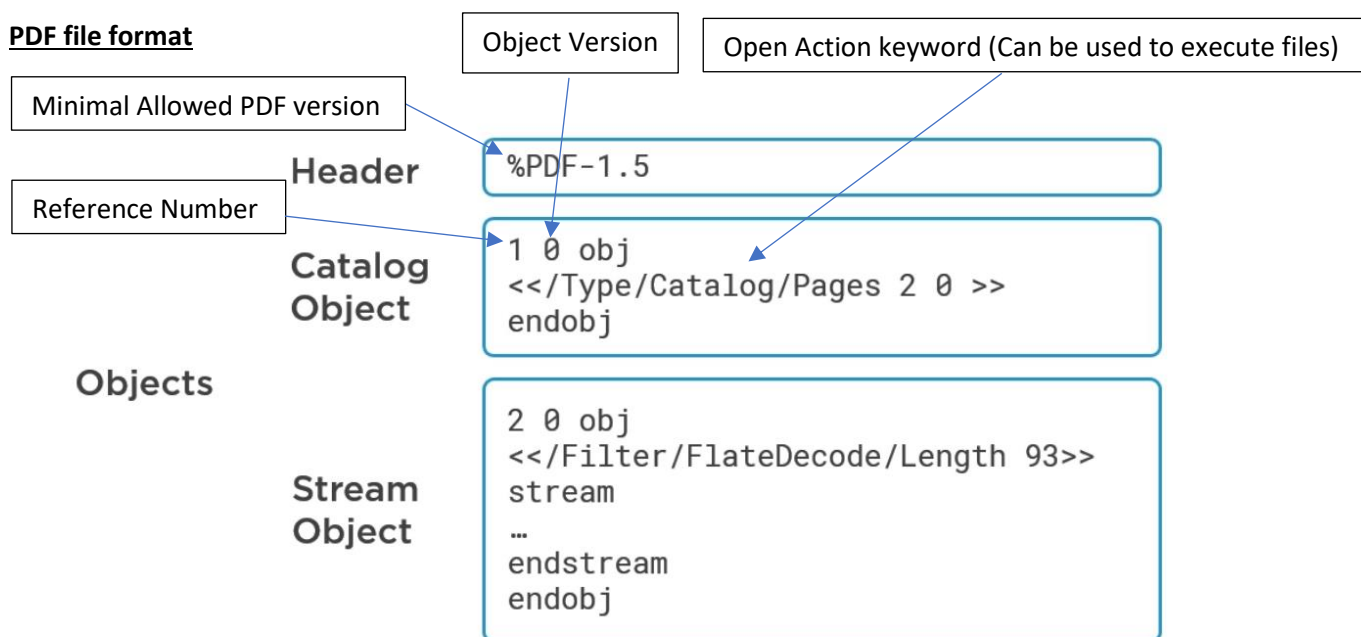 PDF file format
Object Version
Open Action keyword (Can be used to execute files)
Minimal Allowed PDF version
Header
%PDF-1.5
Reference Number
Catalog
Object
1 0 obj
<</Type/Catalog/Pages 2 0 >>
endobj
Objects
Stream
Object
2 0 obj
<</Filter/FlateDecode/Length 93>>
stream
…
endstream
endobj